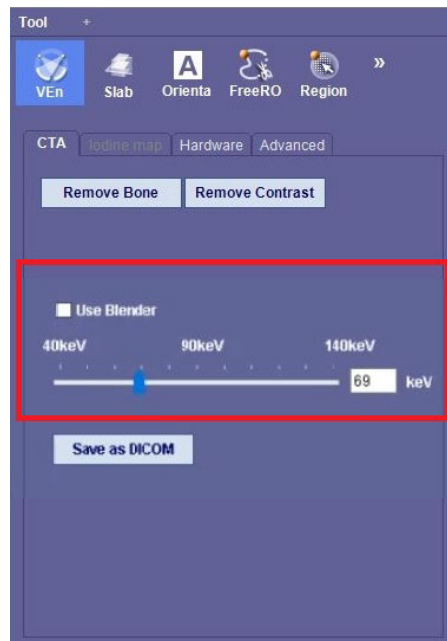 Tool +
VEn Slab A Orienta FreeRO Region »
CTA Iodine map Hardware Advanced
Remove Bone Remove Contrast
Use Blender
40keV 90keV 140keV
69 keV
Save as DICOM